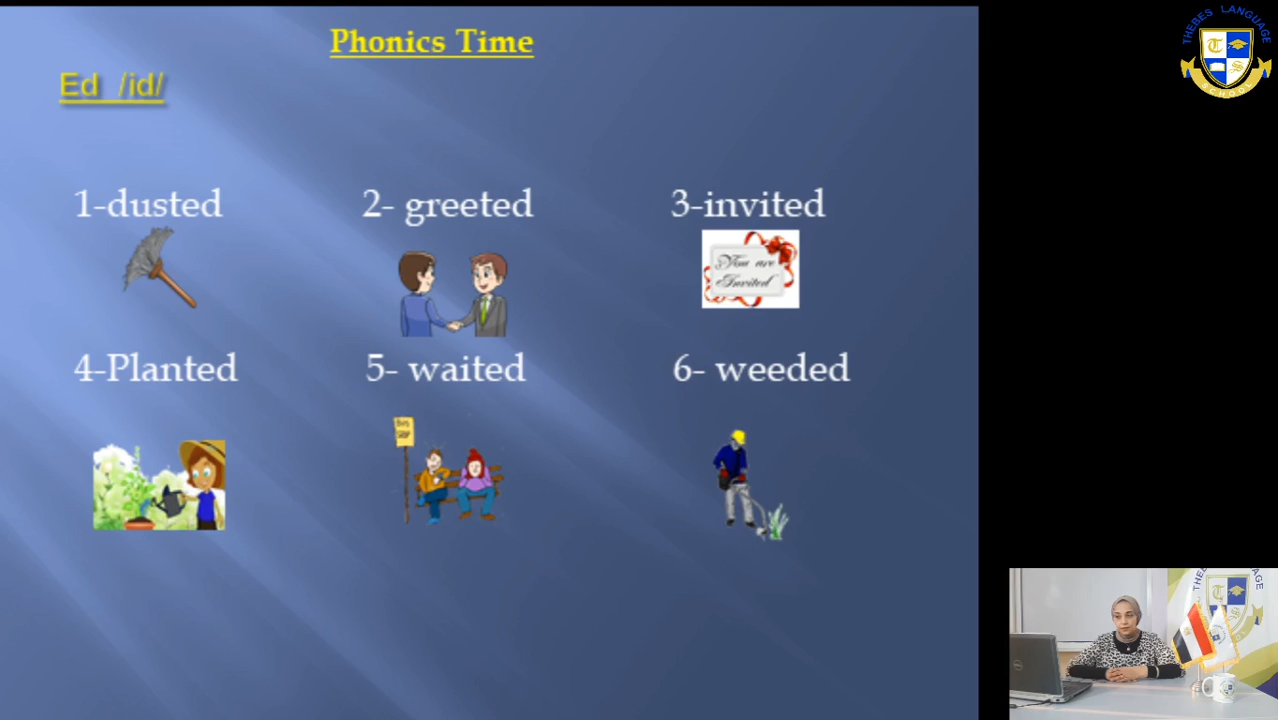 Phonics Time
Ed /id/
1-dusted
2- greeted
3-invited
You are
Invited
4-Planted
5- waited
6- weeded
THEBES LANGUAGE
SCHOOL